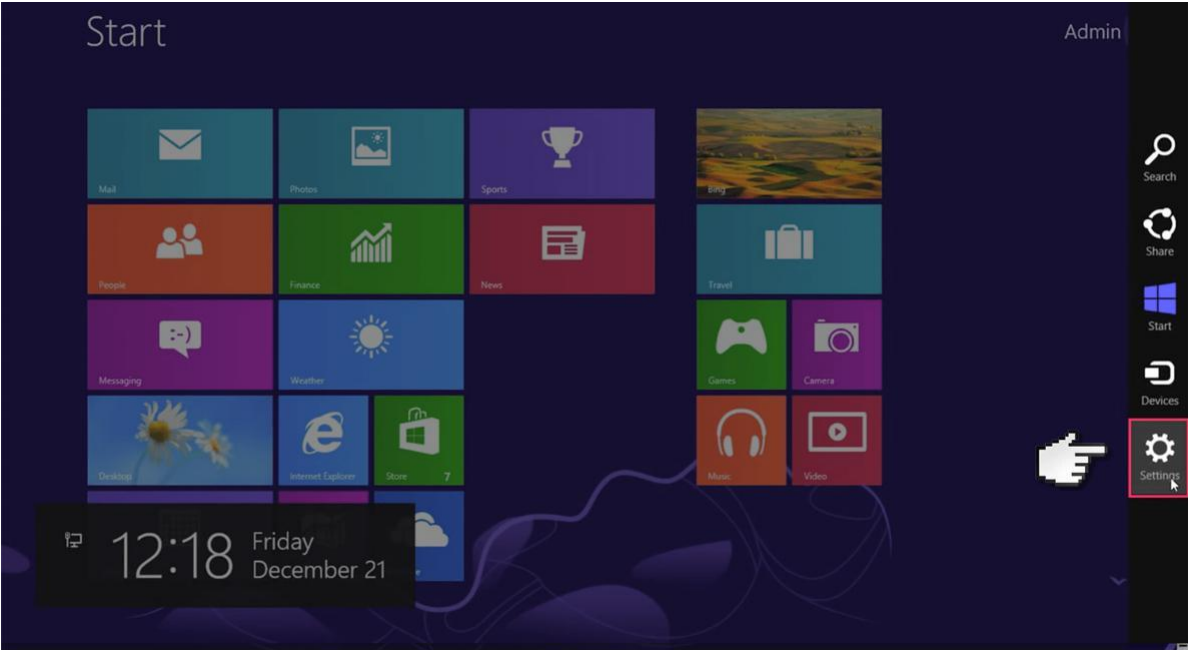 Start
Admin
Mail
Photos
Sports
Bing
People
Finance
News
Travel
Messaging
Weather
Games
Camera
Desktop
Internet Explorer
Store
7
Music
Video
12:18
Friday
December 21
Search
Share
Start
Devices
Settings